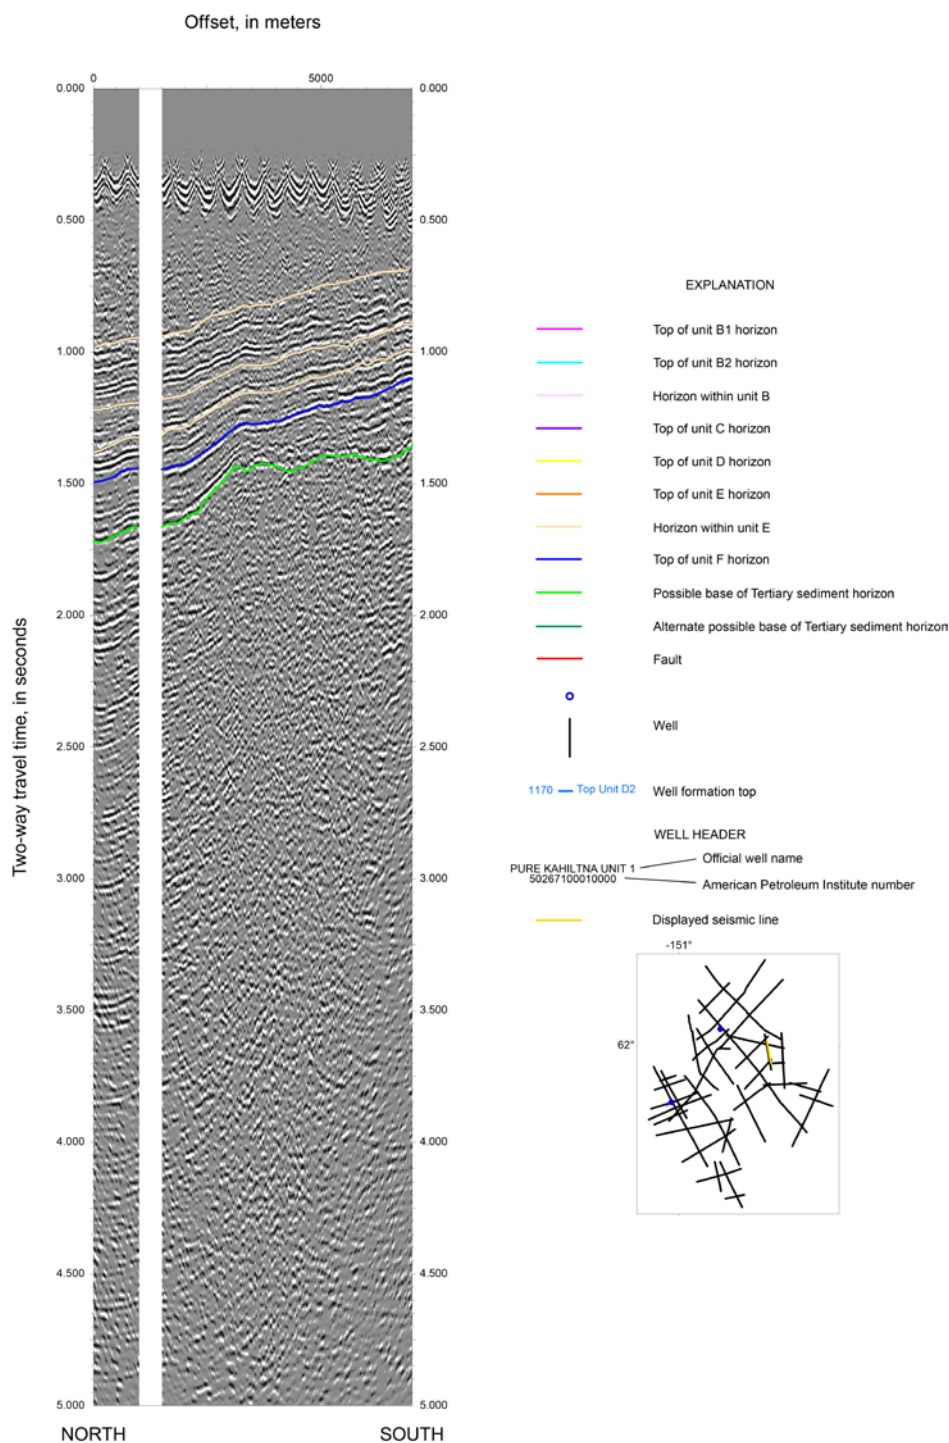 Offset, in meters
0 5000
0.000 0.000
0.500 0.500
1.000 1.000
1.500 1.500
2.000 2.000
2.500 2.500
3.000 3.000
3.500 3.500
4.000 4.000
4.500 4.500
5.000 5.000
Two-way travel time, in seconds
NORTH SOUTH
EXPLANATION
Top of unit B1 horizon
Top of unit B2 horizon
Horizon within unit B
Top of unit C horizon
Top of unit D horizon
Top of unit E horizon
Horizon within unit E
Top of unit F horizon
Possible base of Tertiary sediment horizon
Alternate possible base of Tertiary sediment horizon
Fault
Well
1170 Top Unit D2 Well formation top
WELL HEADER
Official well name
PURE KAHILTNA UNIT 1
50267100010000
American Petroleum Institute number
Displayed seismic line
-151°
62°